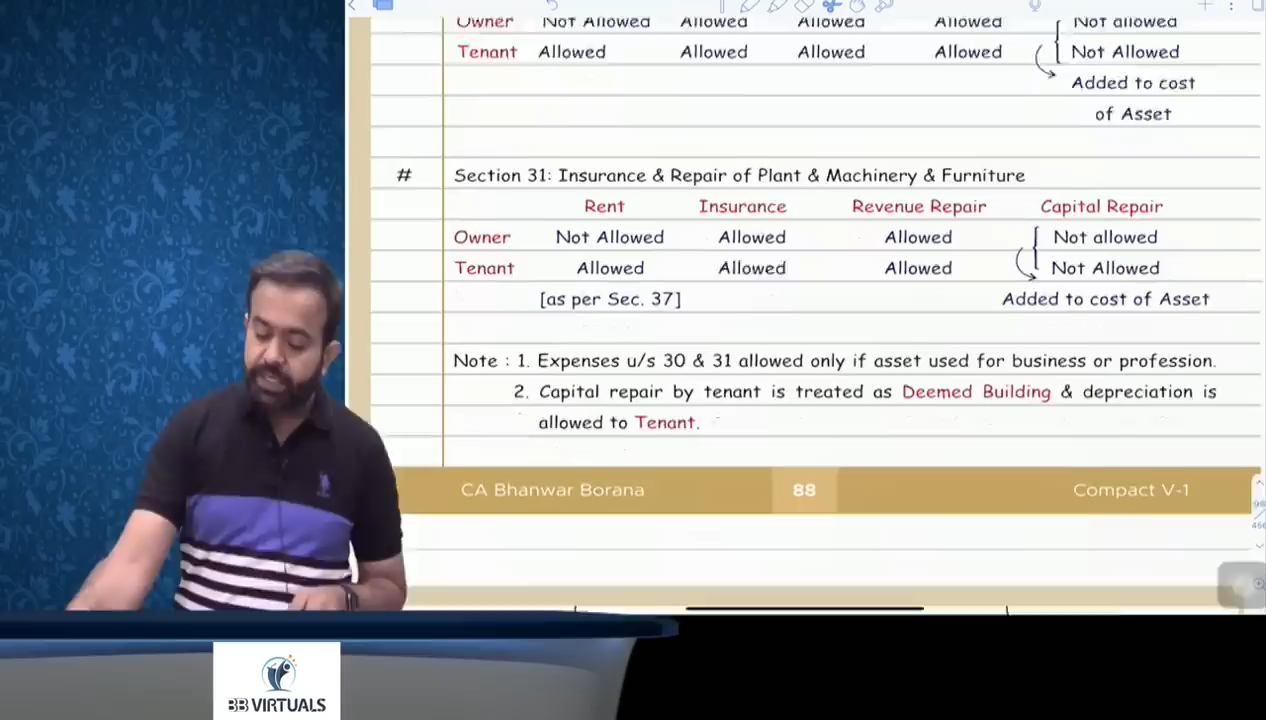 Owner Not Allowed Allowed Allowed Allowed Not allowed
Tenant Allowed Allowed Allowed Allowed Not Allowed
Added to cost
of Asset
# Section 31: Insurance & Repair of Plant & Machinery & Furniture
Rent Insurance Revenue Repair Capital Repair
Owner Not Allowed Allowed Allowed Not allowed
Tenant Allowed Allowed Allowed Not Allowed
[as per Sec. 37] Added to cost of Asset
Note : 1. Expenses u/s 30 & 31 allowed only if asset used for business or profession.
2. Capital repair by tenant is treated as Deemed Building & depreciation is
allowed to Tenant.
CA Bhanwar Borana 88 Compact V-1
BB VIRTUALS